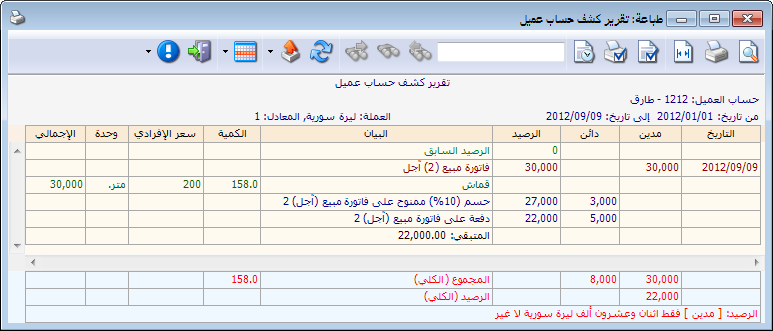 طباعة: تقرير كشف حساب عميل
تقرير كشف حساب عميل
حساب العميل: 1212 - طارق
من تاريخ: 2012/01/01 إلى تاريخ: 2012/09/09 العملة: ليرة سورية, المعادل: 1
التاريخ مدين دائن الرصيد البيان الكمية سعر الإفرادي وحدة الإجمالي
0 الرصيد السابق
2012/09/09 30,000 30,000 فاتورة مبيع (2) آجل
قماش 158.0 200 متر. 30,000
3,000 27,000 حسم (10%) ممنوح على فاتورة مبيع (آجل) 2
5,000 22,000 دفعة على فاتورة مبيع (آجل) 2
المتبقي: 22,000.00
30,000 8,000 المجموع (الكلي) 158.0
22,000 الرصيد (الكلي)
الرصيد: [ مدين ] فقط اثنان وعشرون ألف ليرة سورية لا غير